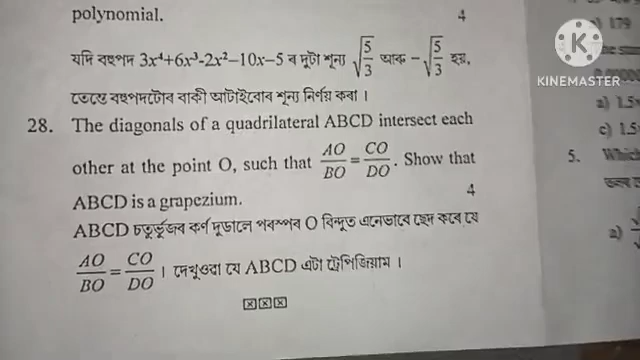 polynomial. 4
যদি বহুপদ 3x⁴+6x³-2x²−10x−5 ৰ দুটা শূন্য √5/3 আৰু −√5/3 হয়,
তেন্তে বহুপদটোৰ বাকী আটাইবোৰ শূন্য নিৰ্ণয় কৰা ।
28. The diagonals of a quadrilateral ABCD intersect each
other at the point O, such that AO/BO = CO/DO. Show that
ABCD is a grapezium. 4
ABCD চতুৰ্ভূজৰ কৰ্ণ দুডালে পৰস্পৰ O বিন্দুত এনেভাবে ছেদ কৰে যে
AO/BO = CO/DO । দেখুওৱা যে ABCD এটা ট্ৰেপিজিয়াম ।
) 179
he
a) 1.5
c) 1.5
5. Which
a)
KINEMASTER